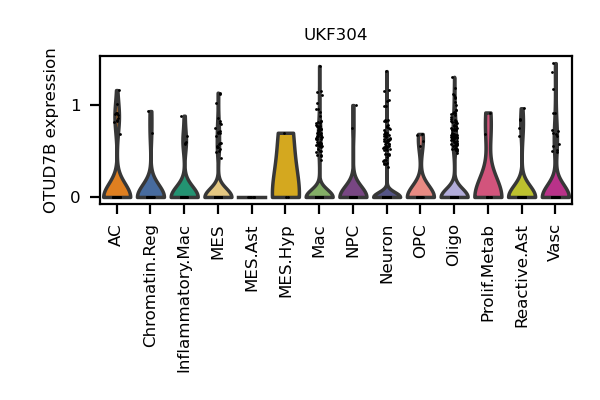 UKF304
OTUD7B expression
1
0
AC
Chromatin.Reg
Inflammatory.Mac
MES
MES.Ast
MES.Hyp
Mac
NPC
Neuron
OPC
Oligo
Prolif.Metab
Reactive.Ast
Vasc